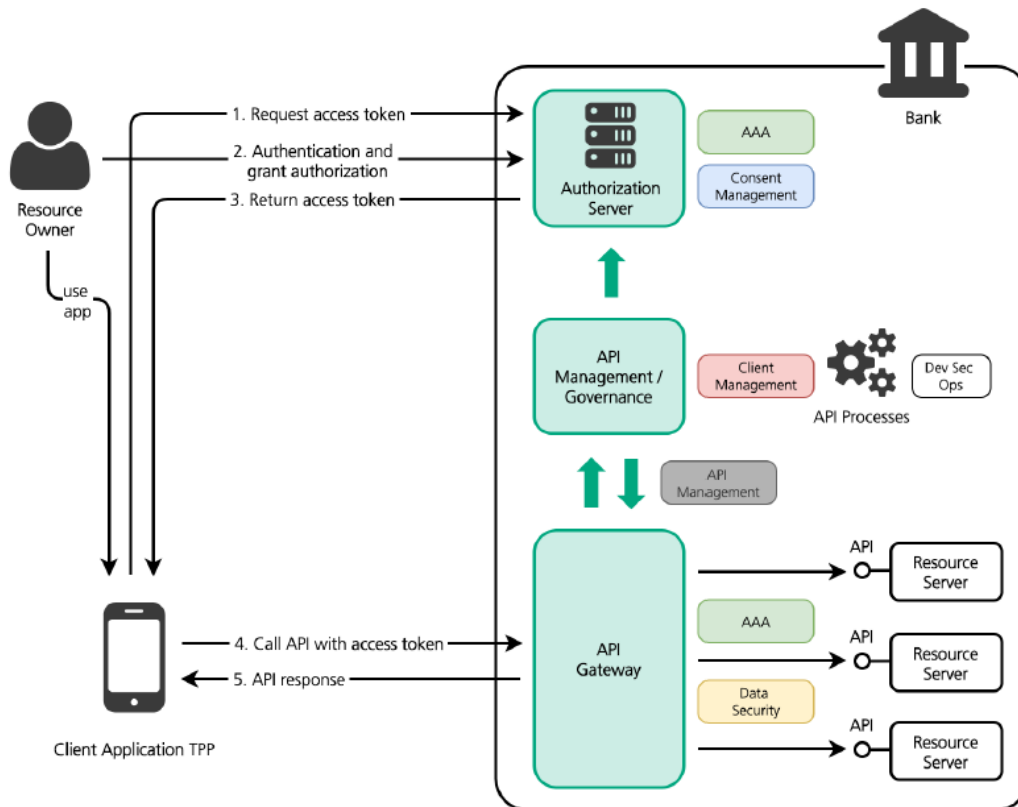 Bank
1. Request access token
2. Authentication and
grant authorization
3. Return access token
Resource
Owner
use
app
Authorization
Server
AAA
Consent
Management
API
Management /
Governance
Client
Management
API Processes
Dev Sec
Ops
API
Management
API
Gateway
AAA
Data
Security
API
Resource
Server
API
Resource
Server
API
Resource
Server
4. Call API with access token
5. API response
Client Application TPP